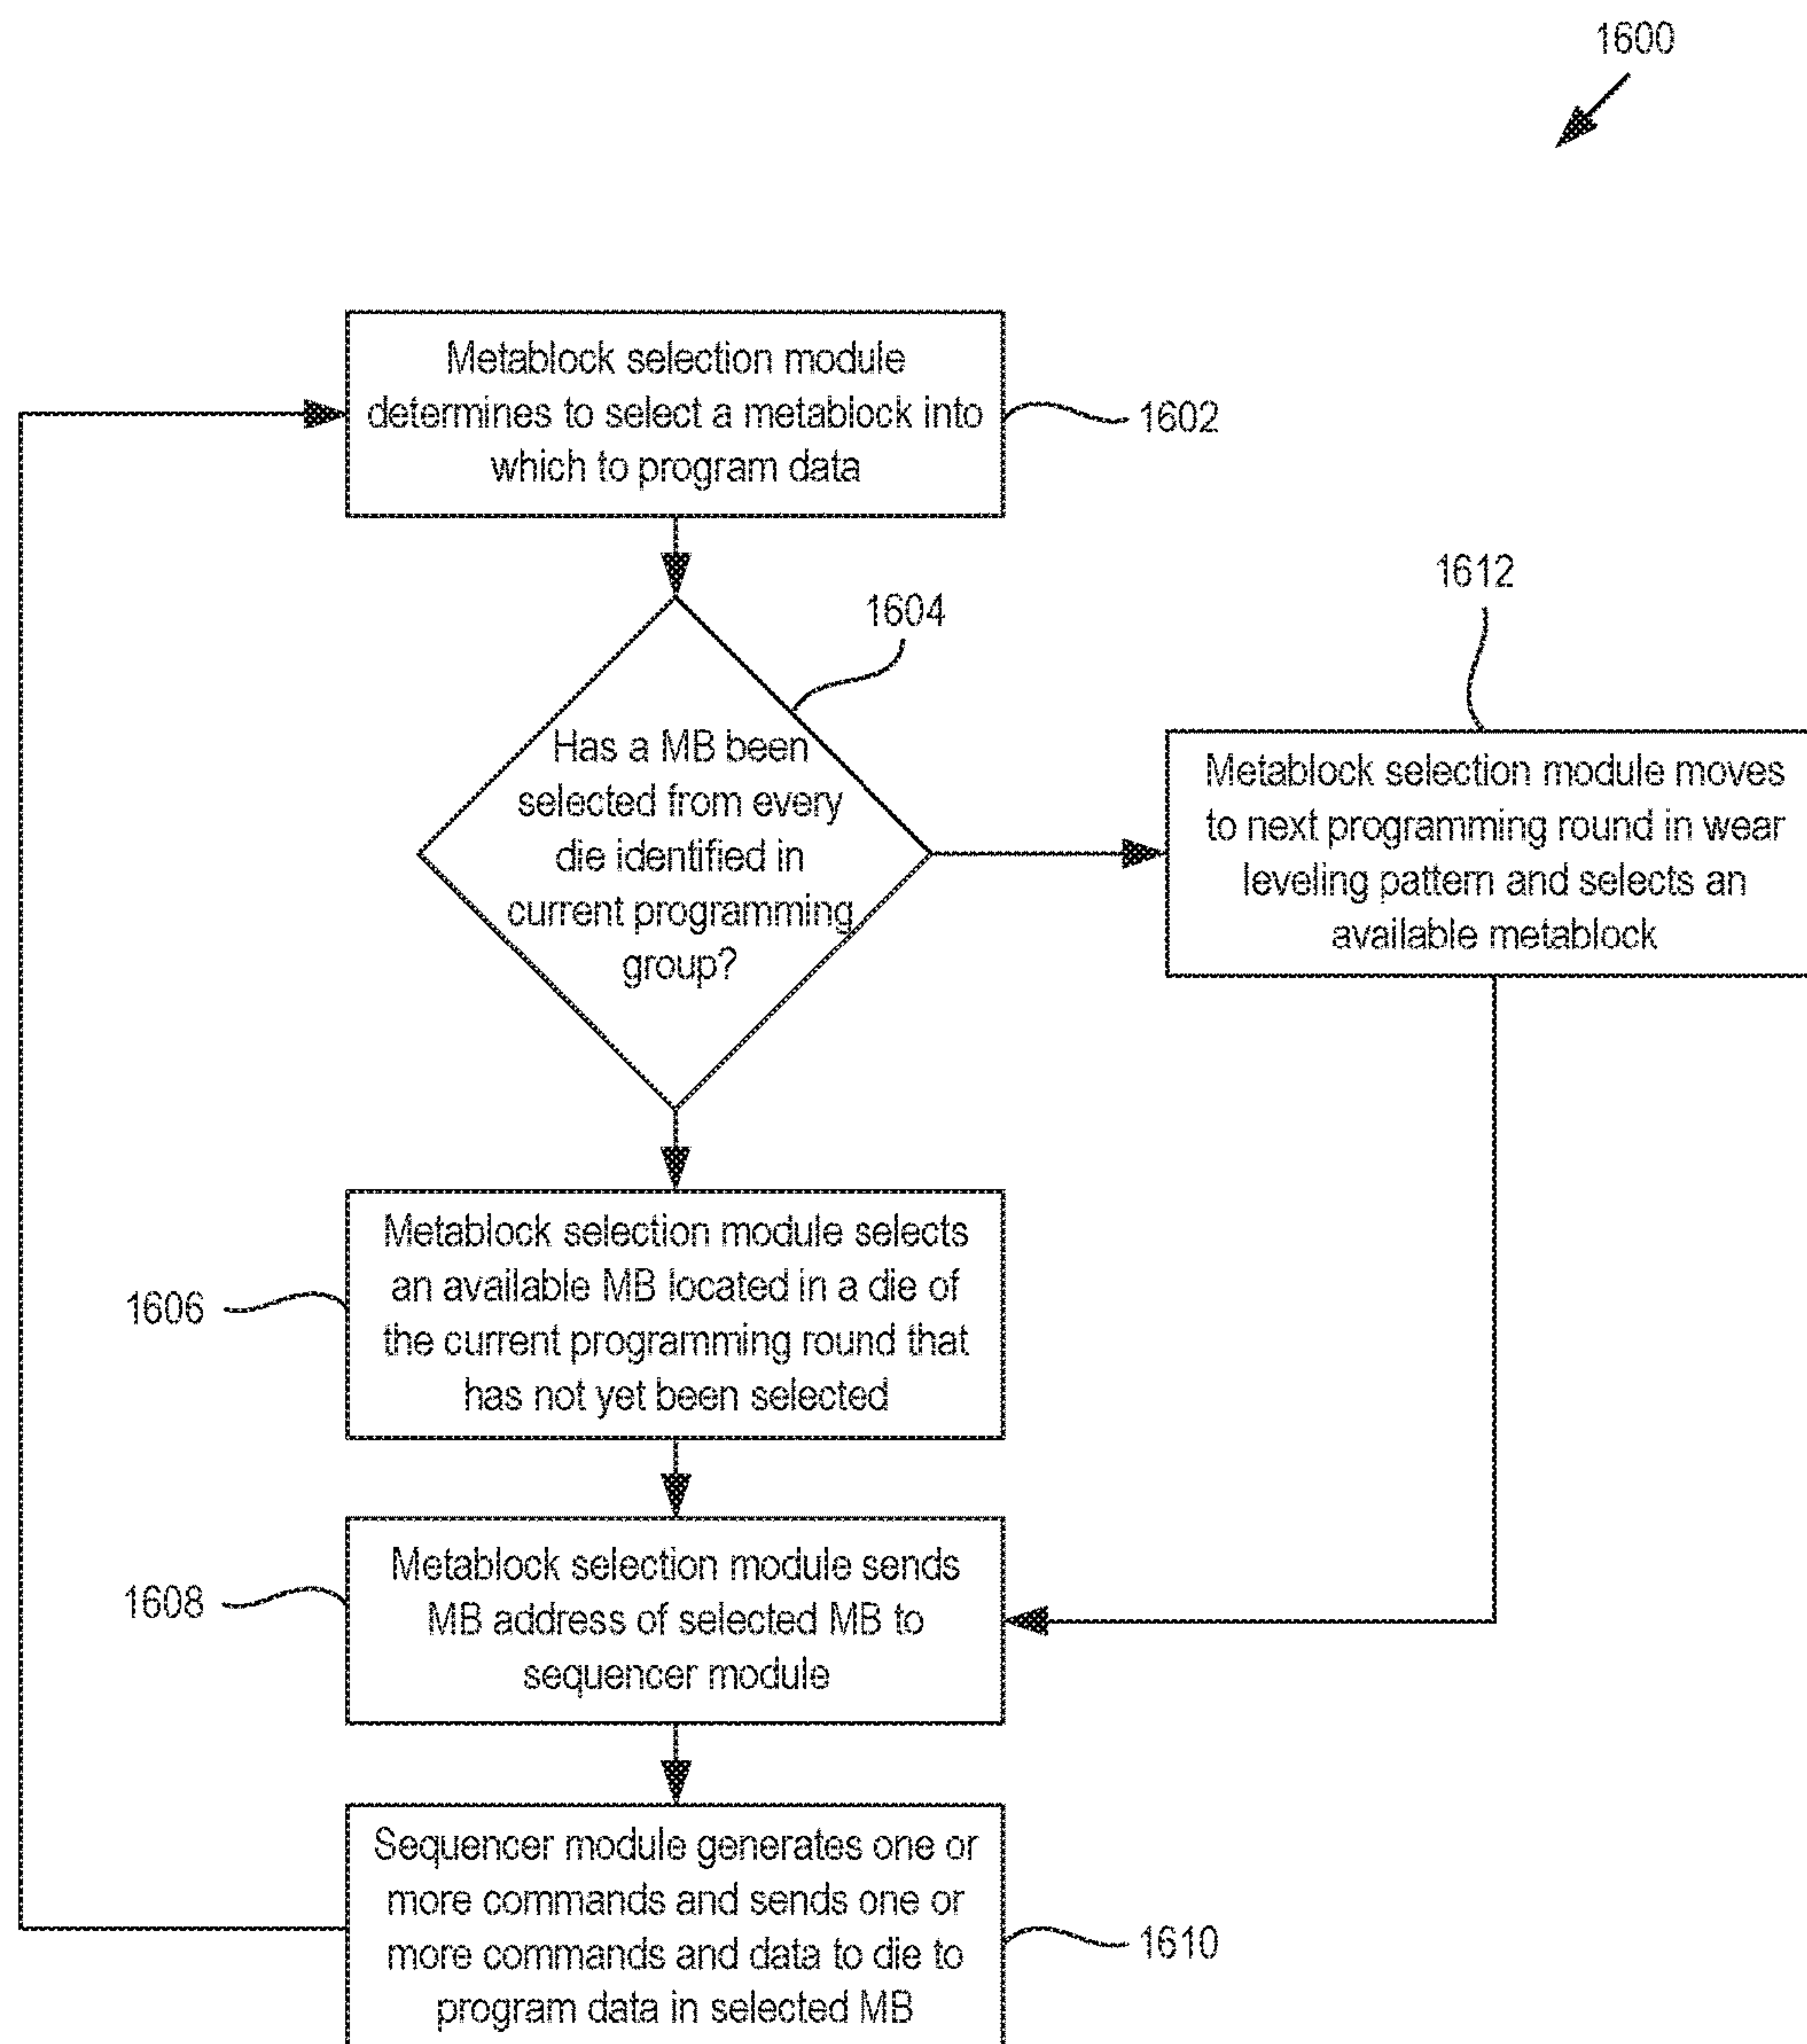 1600
Metablock selection module
determines to select a metablock into
which to program data
1602
1604
Has a MB been
selected from every
die identified in
current programming
group?
1612
Metablock selection module moves
to next programming round in wear
leveling pattern and selects an
available metablock
1606
Metablock selection module selects
an available MB located in a die of
the current programming round that
has not yet been selected
1608
Metablock selection module sends
MB address of selected MB to
sequencer module
Sequencer module generates one or
more commands and sends one or
more commands and data to die to
program data in selected MB
1610